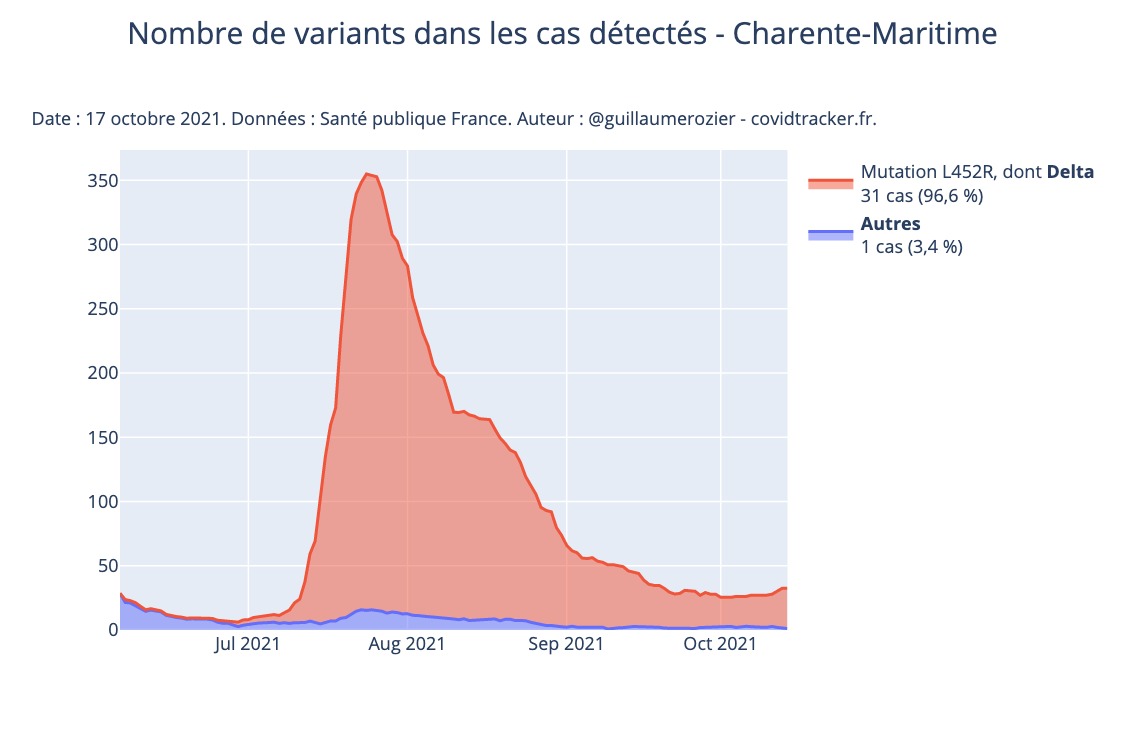 Nombre de variants dans les cas détectés - Charente-Maritime
Date : 17 octobre 2021. Données : Santé publique France. Auteur : @guillaumerozier - covidtracker.fr.
350
300
250
200
150
100
50
0
Jul 2021
Aug 2021
Sep 2021
Oct 2021
Mutation L452R, dont Delta
31 cas (96,6 %)
Autres
1 cas (3,4 %)